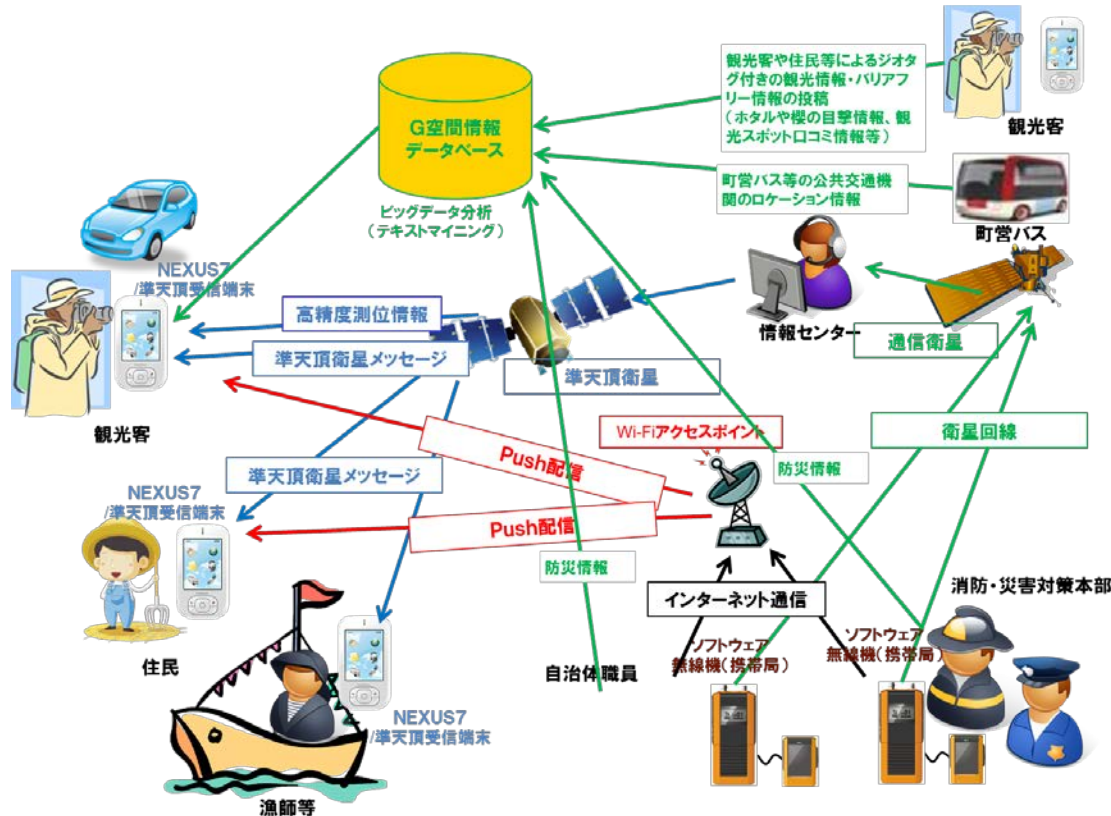 観光客や住民等によるジオタ
グ付きの観光情報・バリアフ
リー情報の投稿
（ホタルや櫻の目撃情報、観
光スポット口コミ情報等）
観光客
G空間情報
データベース
町営バス等の公共交通機
関のロケーション情報
町営バス
ビッグデータ分析
（テキストマイニング）
NEXUS7
/準天頂受信端末
高精度測位情報
情報センター
通信衛星
準天頂衛星メッセージ
準天頂衛星
観光客
Wi-Fiアクセスポイント
衛星回線
Push配信
防災情報
準天頂衛星メッセージ
NEXUS7
/準天頂受信端末
Push配信
防災情報
消防・災害対策本部
インターネット通信
ソフトウェア
無線機(携帯局)
ソフトウェア
無線機(携帯局)
住民
自治体職員
NEXUS7
/準天頂受信端末
漁師等